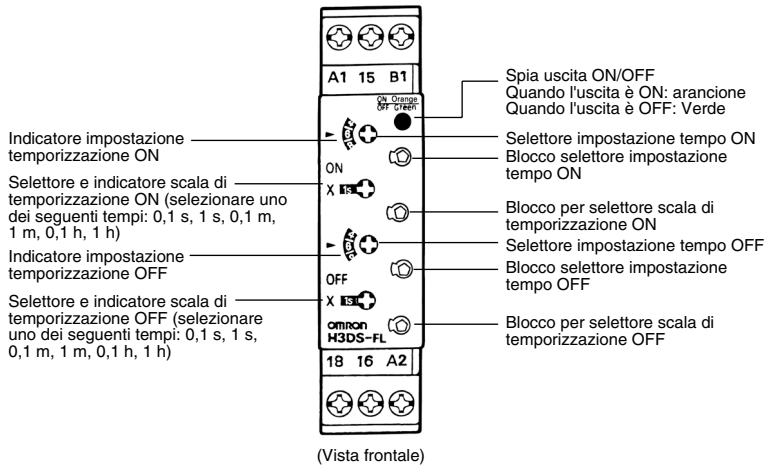 A1 15 B1
ON Orange
OFF Green
ON
X 1s
OFF
X 1s
OMRON
H3DS-FL
18 16 A2
Indicatore impostazione
temporizzazione ON
Selettore e indicatore scala di
temporizzazione ON (selezionare uno
dei seguenti tempi: 0,1 s, 1 s, 0,1 m,
1 m, 0,1 h, 1 h)
Indicatore impostazione
temporizzazione OFF
Selettore e indicatore scala di
temporizzazione OFF (selezionare
uno dei seguenti tempi: 0,1 s, 1 s,
0,1 m, 1 m, 0,1 h, 1 h)
Spia uscita ON/OFF
Quando l'uscita è ON: arancione
Quando l'uscita è OFF: Verde
Selettore impostazione tempo ON
Blocco selettore impostazione
tempo ON
Blocco per selettore scala di
temporizzazione ON
Selettore impostazione tempo OFF
Blocco selettore impostazione
tempo OFF
Blocco per selettore scala di
temporizzazione OFF
(Vista frontale)